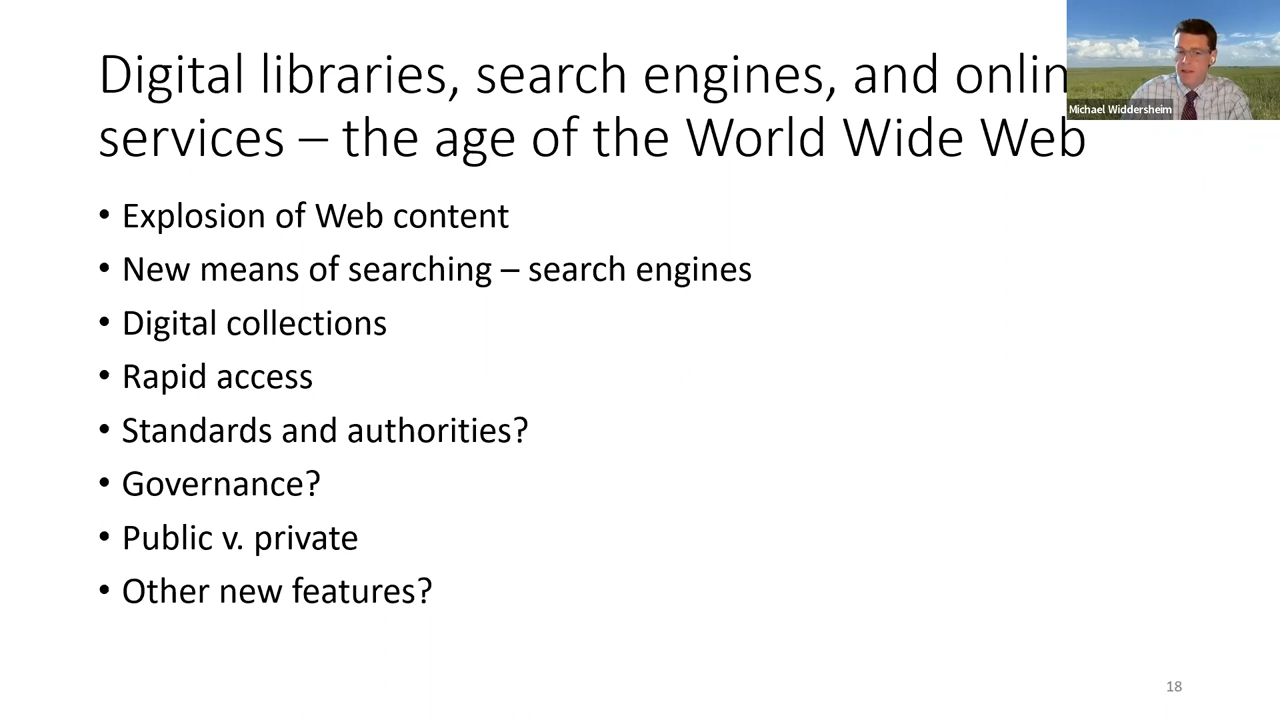 Digital libraries, search engines, and onlin
services – the age of the World Wide Web
• Explosion of Web content
• New means of searching – search engines
• Digital collections
• Rapid access
• Standards and authorities?
• Governance?
• Public v. private
• Other new features?
Michael Widdersheim
18